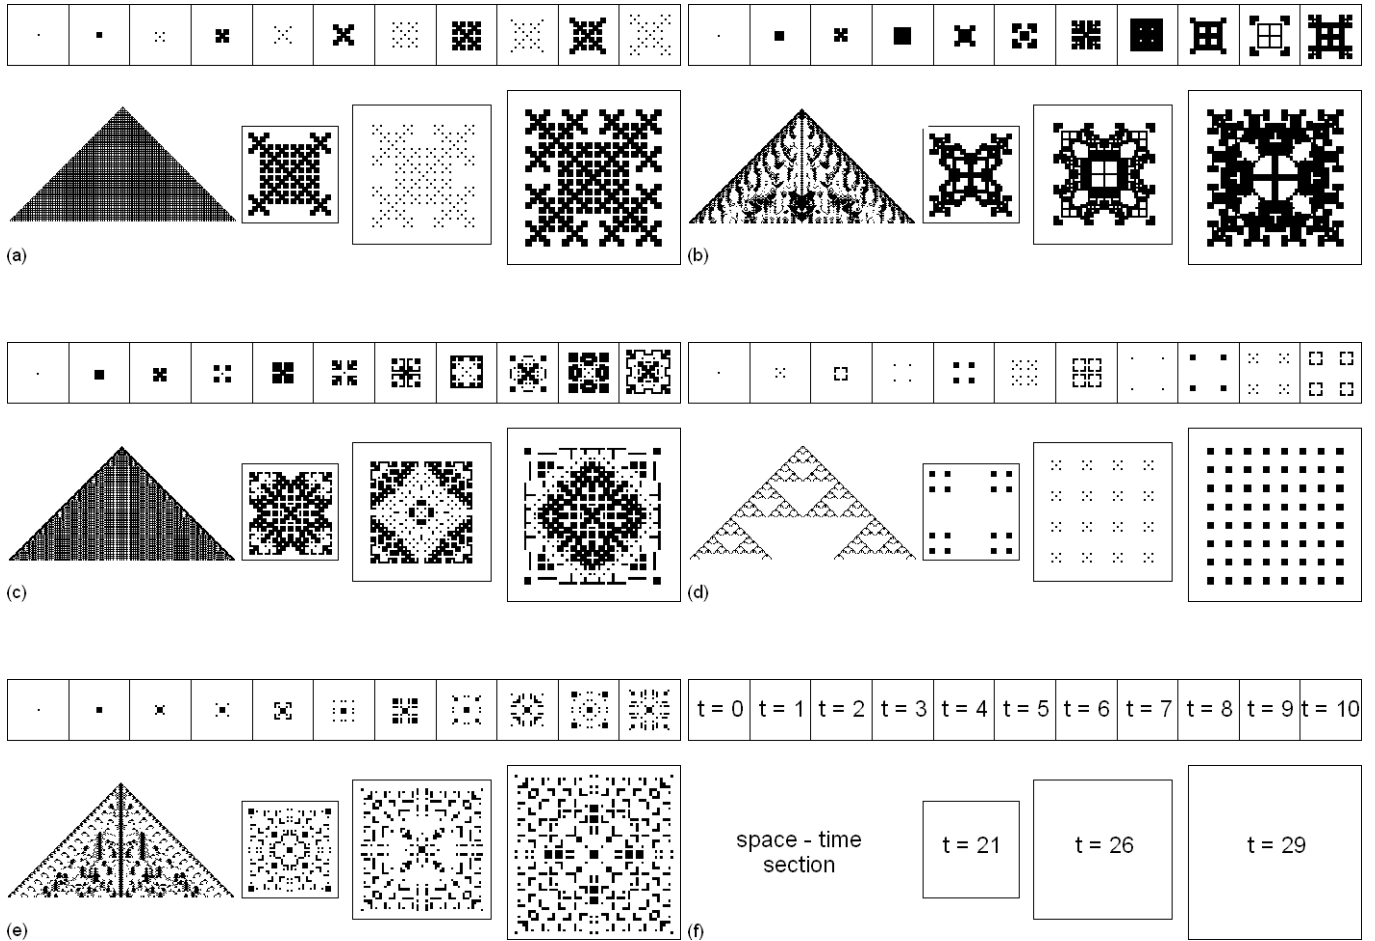 (a)
(b)
(c)
(d)
t = 0 t = 1 t = 2 t = 3 t = 4 t = 5 t = 6 t = 7 t = 8 t = 9 t = 10
space - time
section
t = 21
t = 26
t = 29
(e)
(f)